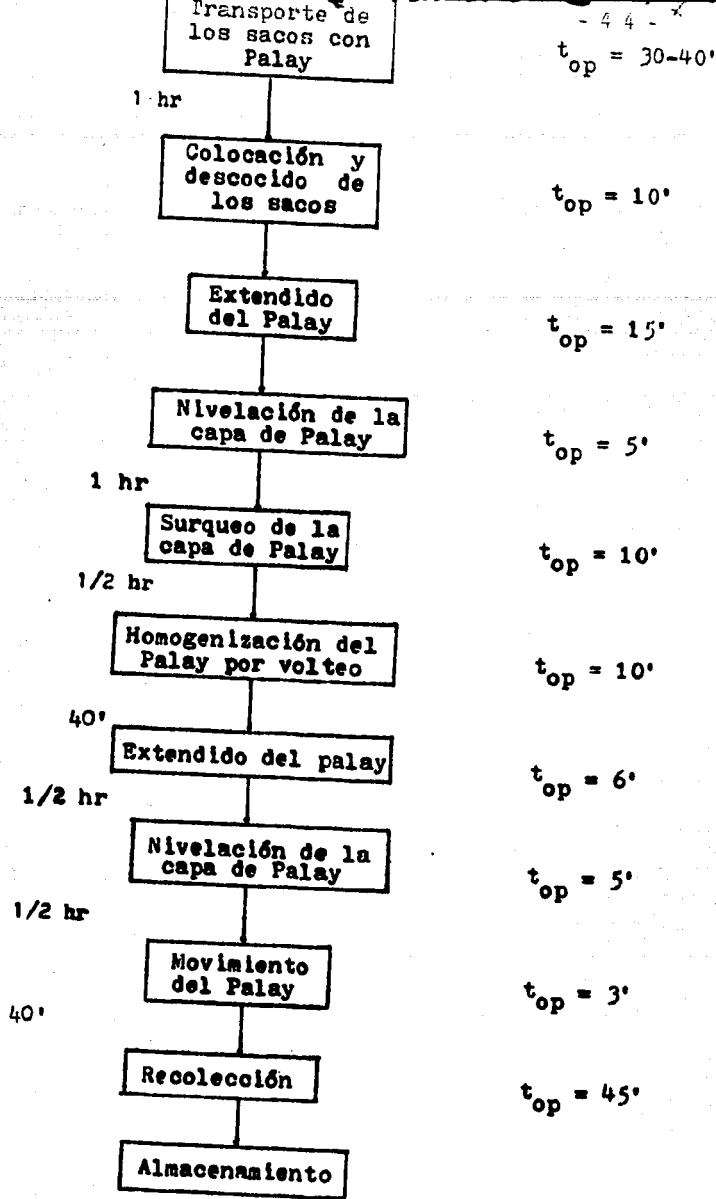 - 44 -
Transporte de
los sacos con
Palay
t op = 30-40'
1 hr
Colocación y
descocido de
los sacos
t op = 10'
Extendido
del Palay
t op = 15'
Nivelación de la
capa de Palay
t op = 5'
1 hr
Surqueo de la
capa de Palay
t op = 10'
1/2 hr
Homogenización del
Palay por volteo
t op = 10'
40'
Extendido del palay
t op = 6'
1/2 hr
Nivelación de la
capa de Palay
t op = 5'
1/2 hr
Movimiento
del Palay
t op = 3'
40'
Recolección
t op = 45'
Almacenamiento